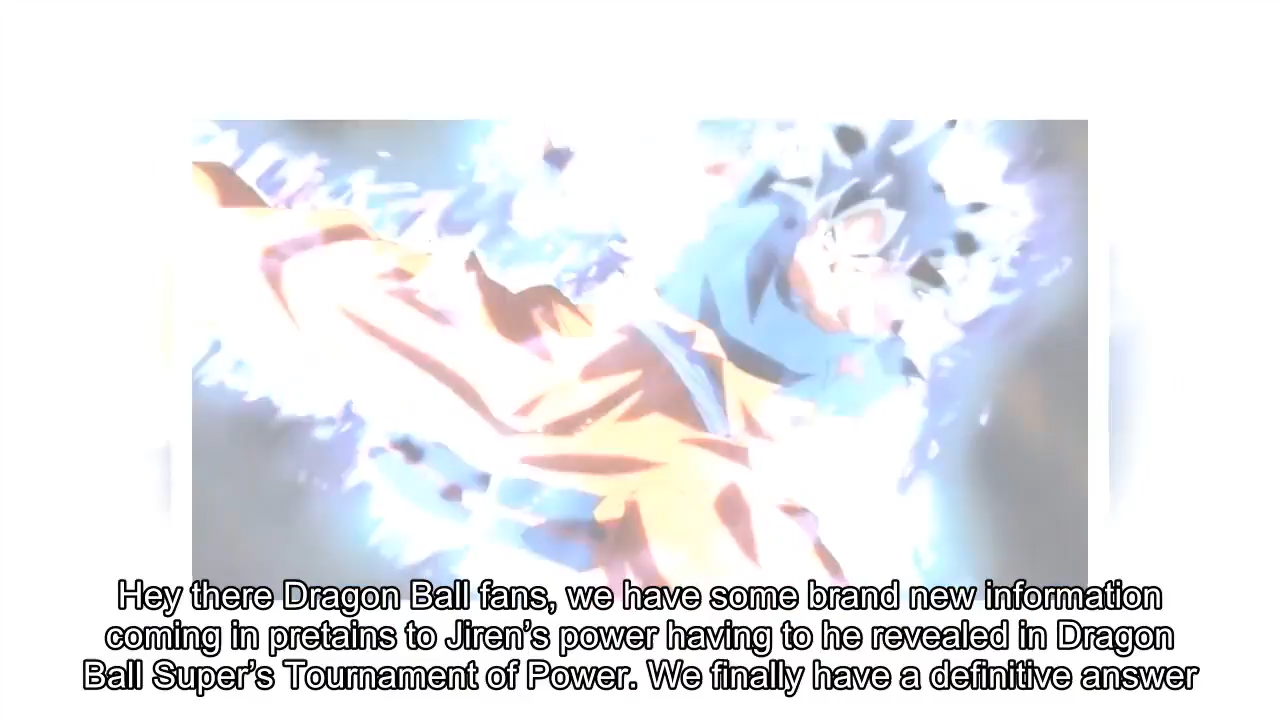 Hey there Dragon Ball fans, we have some brand new information
coming in pretains to Jiren’s power having to he revealed in Dragon
Ball Super’s Tournament of Power. We finally have a definitive answer